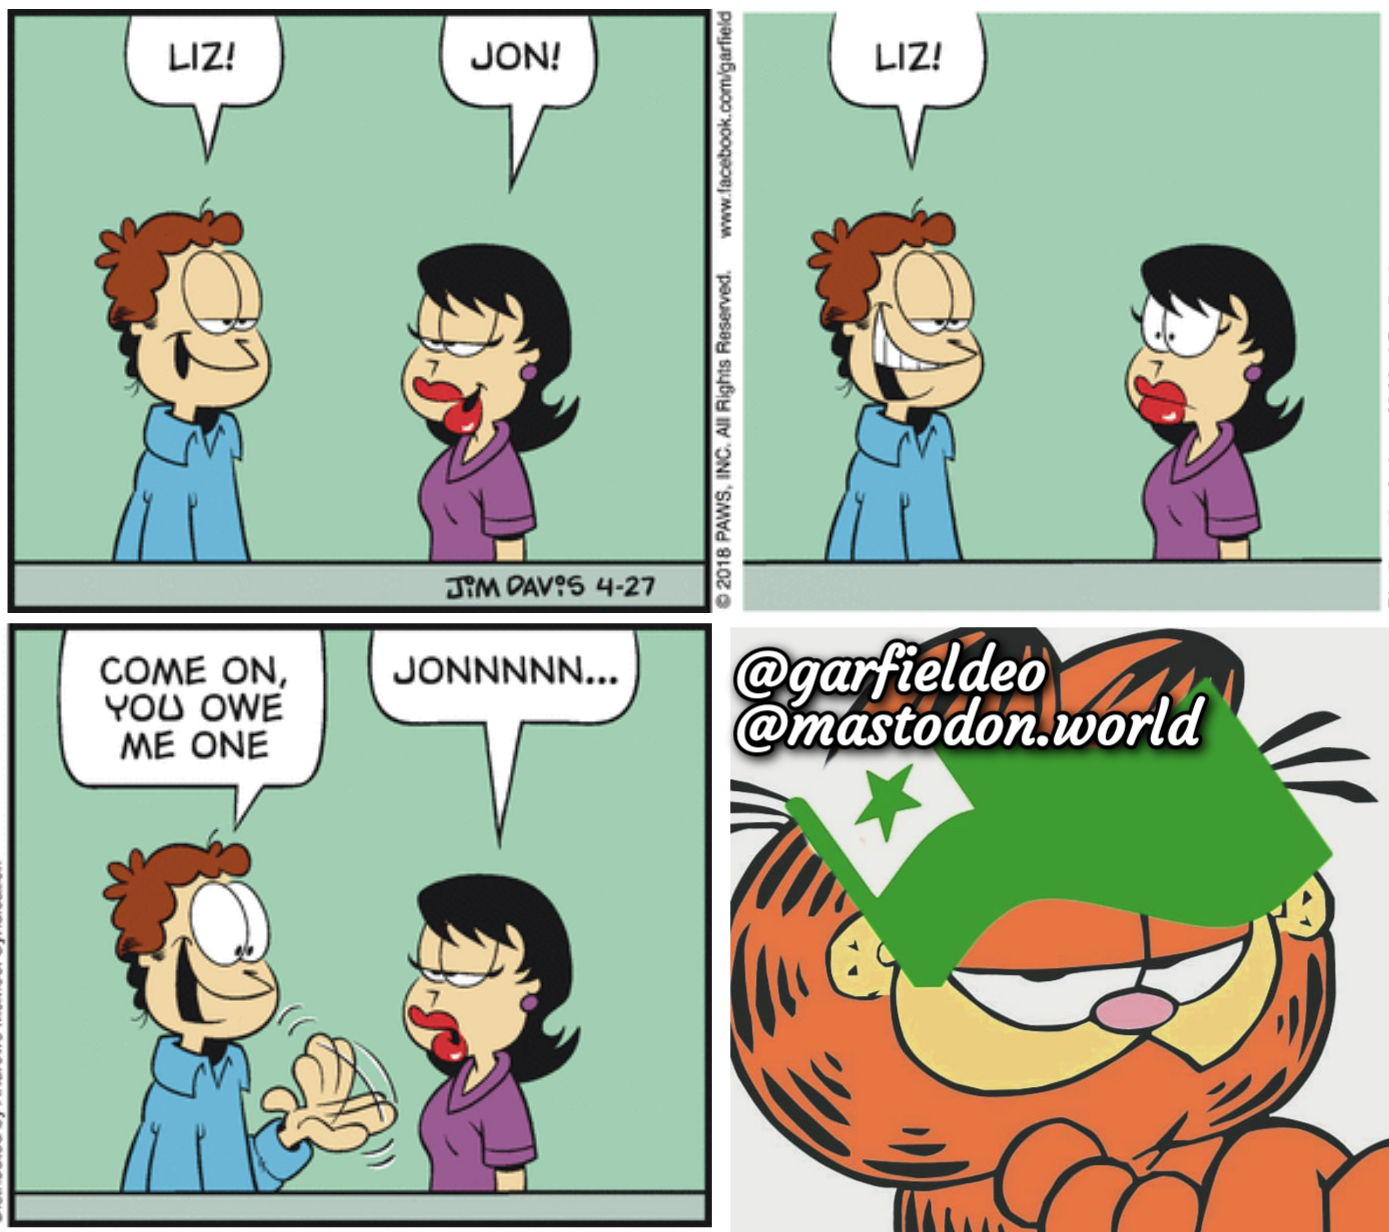 LIZ!
JON!
JIM DAVIS 4-27
© 2018 PAWS, INC. All Rights Reserved. www.facebook.com/garfield
LIZ!
COME ON,
YOU OWE
ME ONE
JONNNNN...
@garfieldeo
@mastodon.world